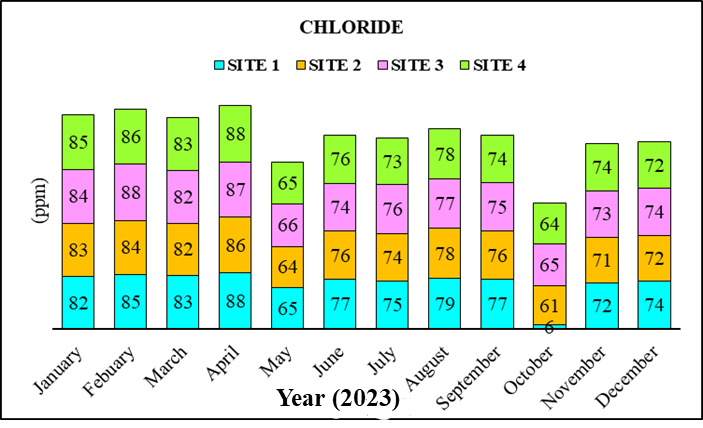 CHLORIDE
SITE 1 SITE 2 SITE 3 SITE 4
(ppm)
85 86 83 88 65 76 73 78 74 64 74 72
84 88 82 87 66 74 76 77 75 65 73 74
83 84 82 86 64 76 74 78 76 61 71 72
82 85 83 88 65 77 75 79 77 6 72 74
January Febuary March April May June July August September October November December
Year (2023)